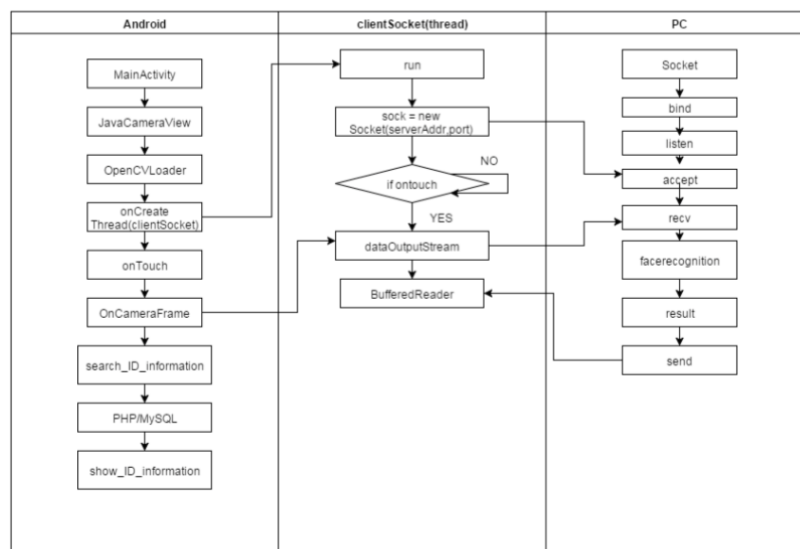 Android
MainActivity
JavaCameraView
OpenCVLoader
onCreate
Thread(clientSocket)
onTouch
OnCameraFrame
search_ID_information
PHP/MySQL
show_ID_information
clientSocket(thread)
run
sock = new
Socket(serverAddr,port)
if ontouch
NO
YES
dataOutputStream
BufferedReader
PC
Socket
bind
listen
accept
recv
facerecognition
result
send